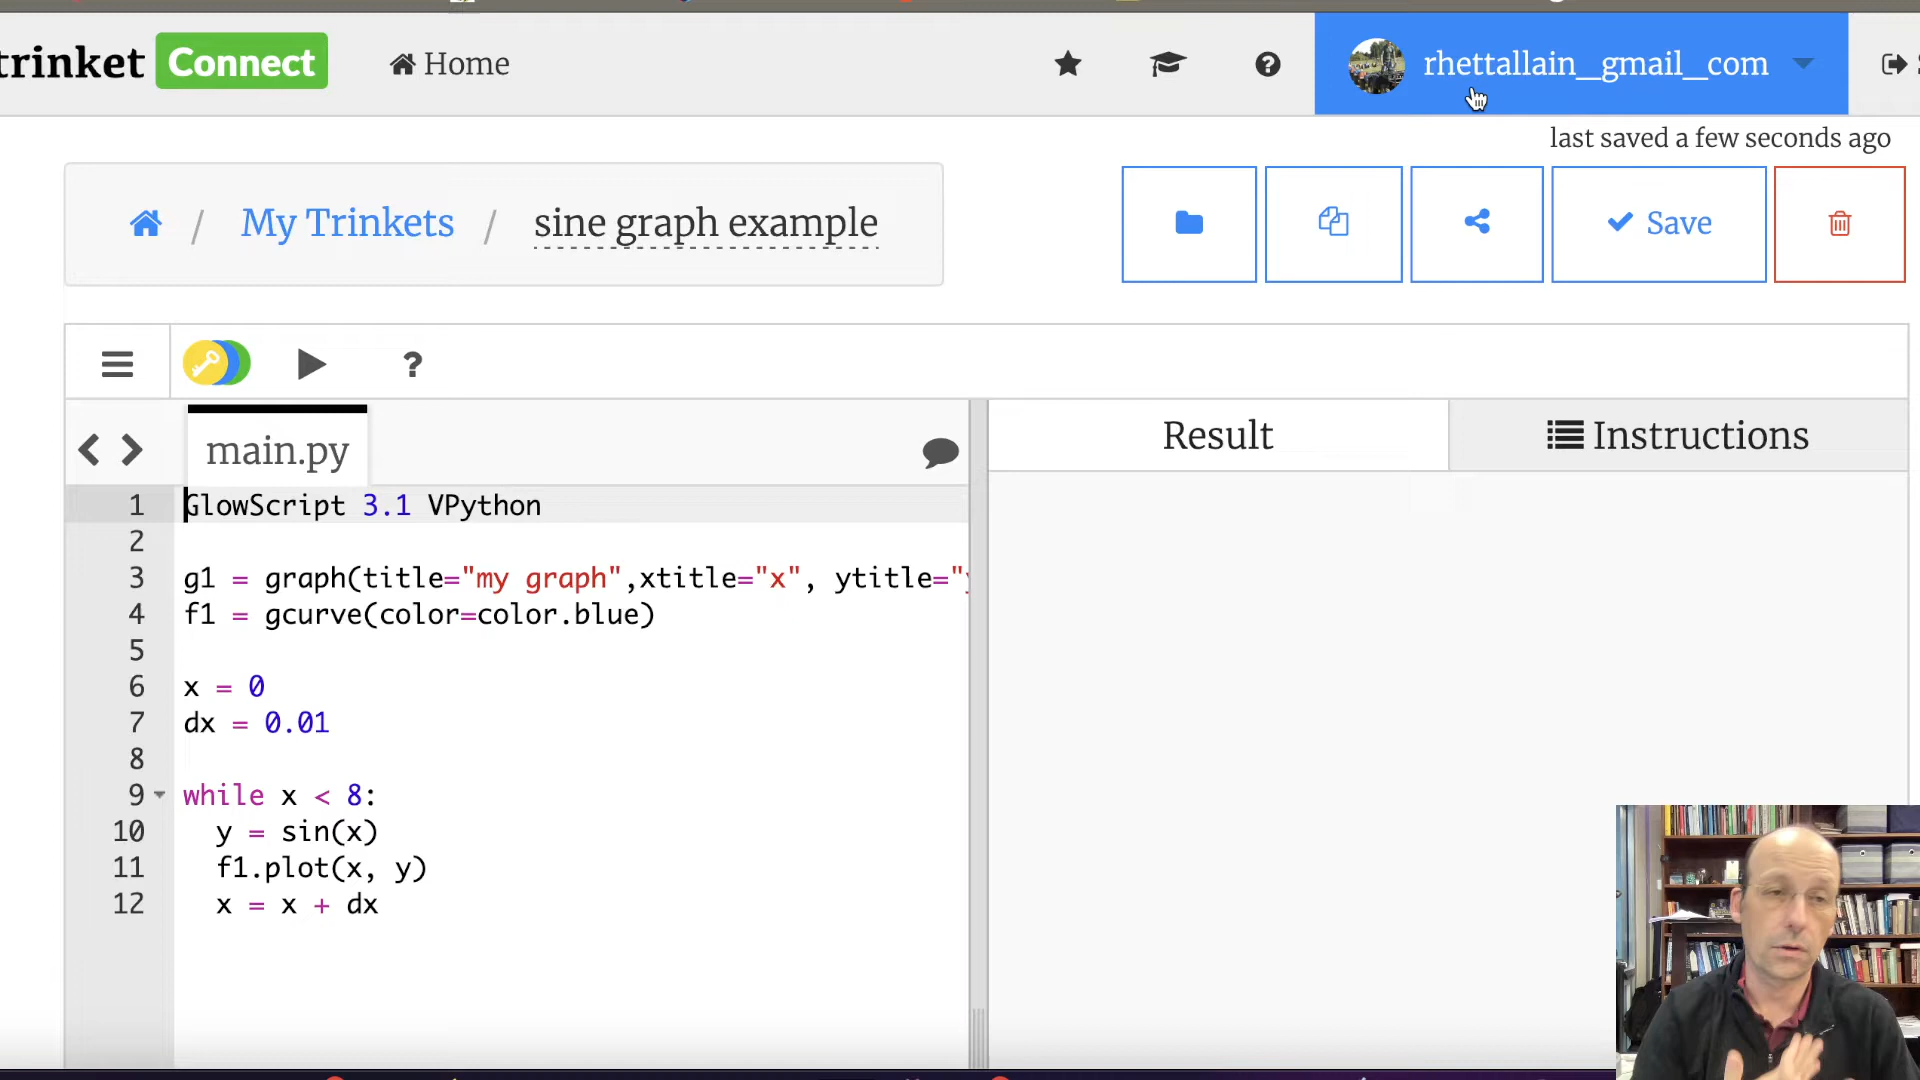 trinket Connect Home rhettallain_gmail_com
last saved a few seconds ago
/ My Trinkets / sine graph example
Save
?
main.py
Result
Instructions
1 GlowScript 3.1 VPython
2
3 g1 = graph(title="my graph",xtitle="x", ytitle="y
4 f1 = gcurve(color=color.blue)
5
6 x = 0
7 dx = 0.01
8
9 while x < 8:
10 y = sin(x)
11 f1.plot(x, y)
12 x = x + dx